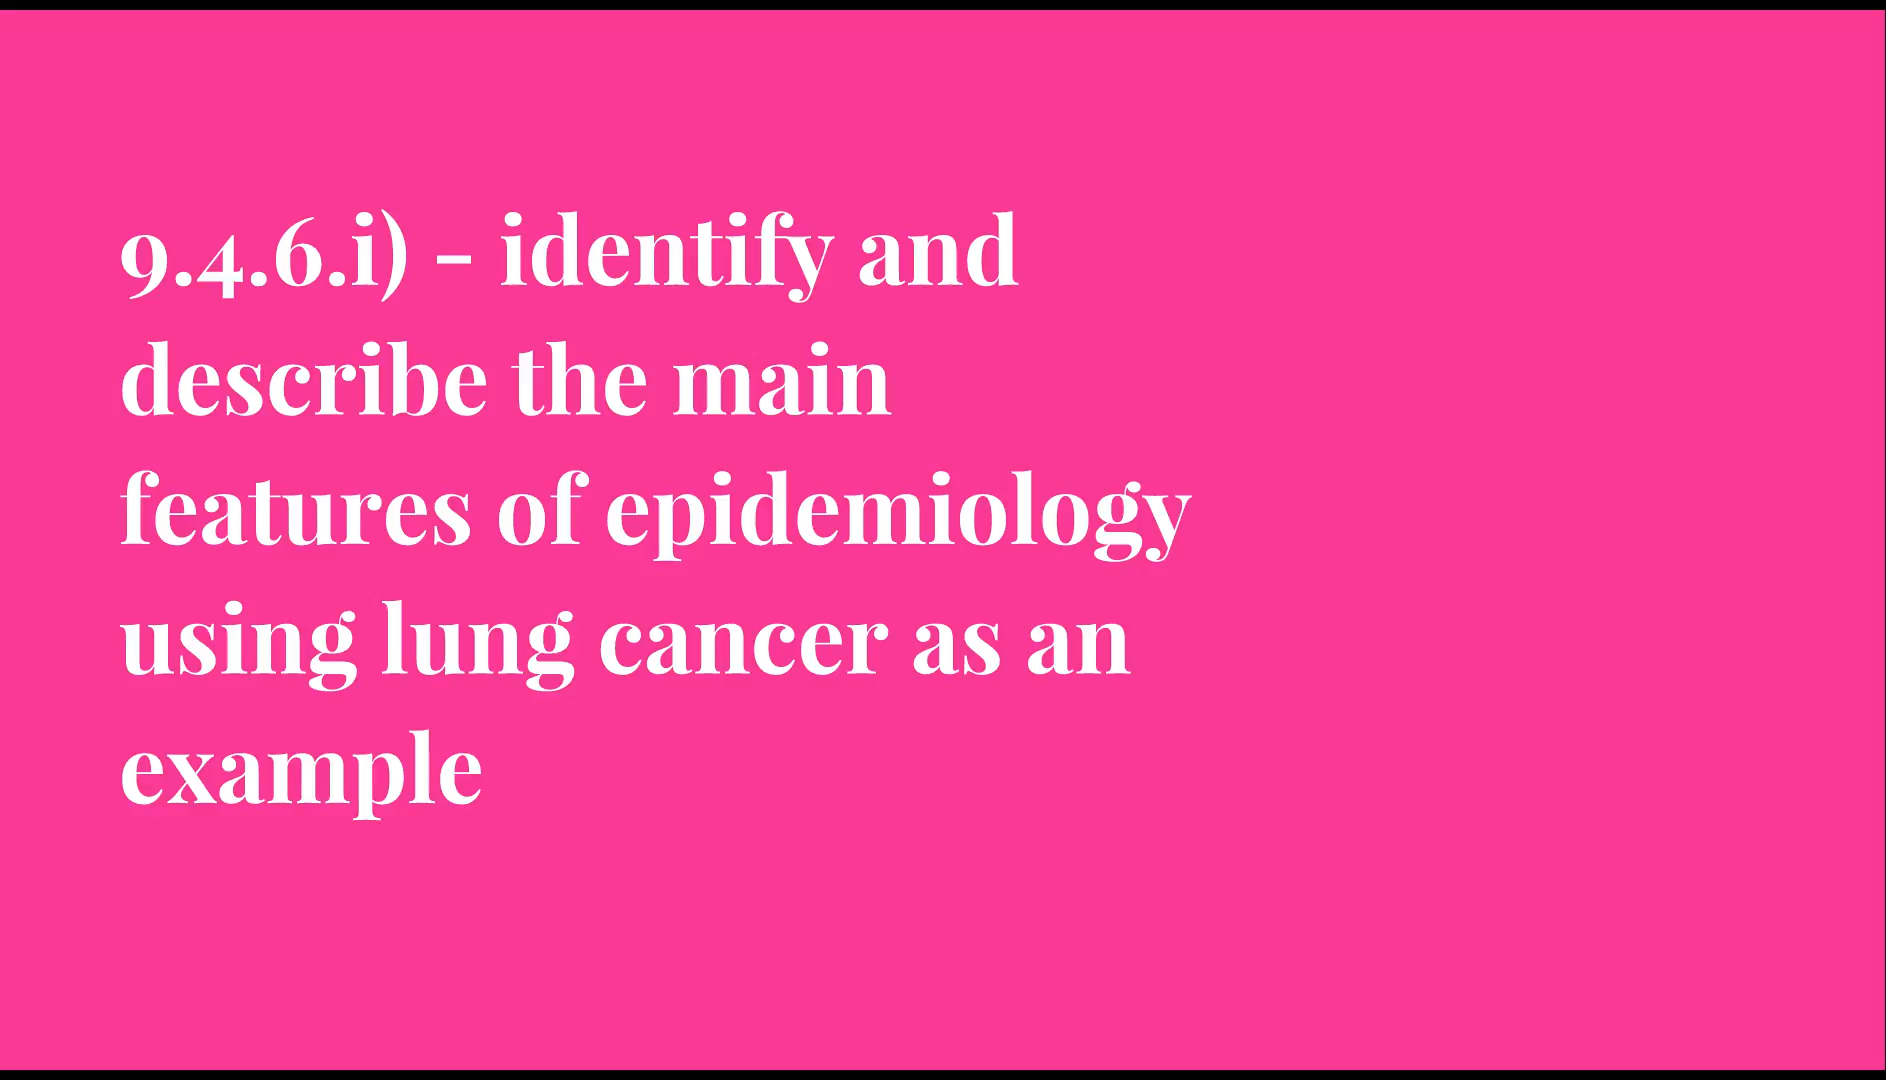 9.4.6.i) - identify and
describe the main
features of epidemiology
using lung cancer as an
example